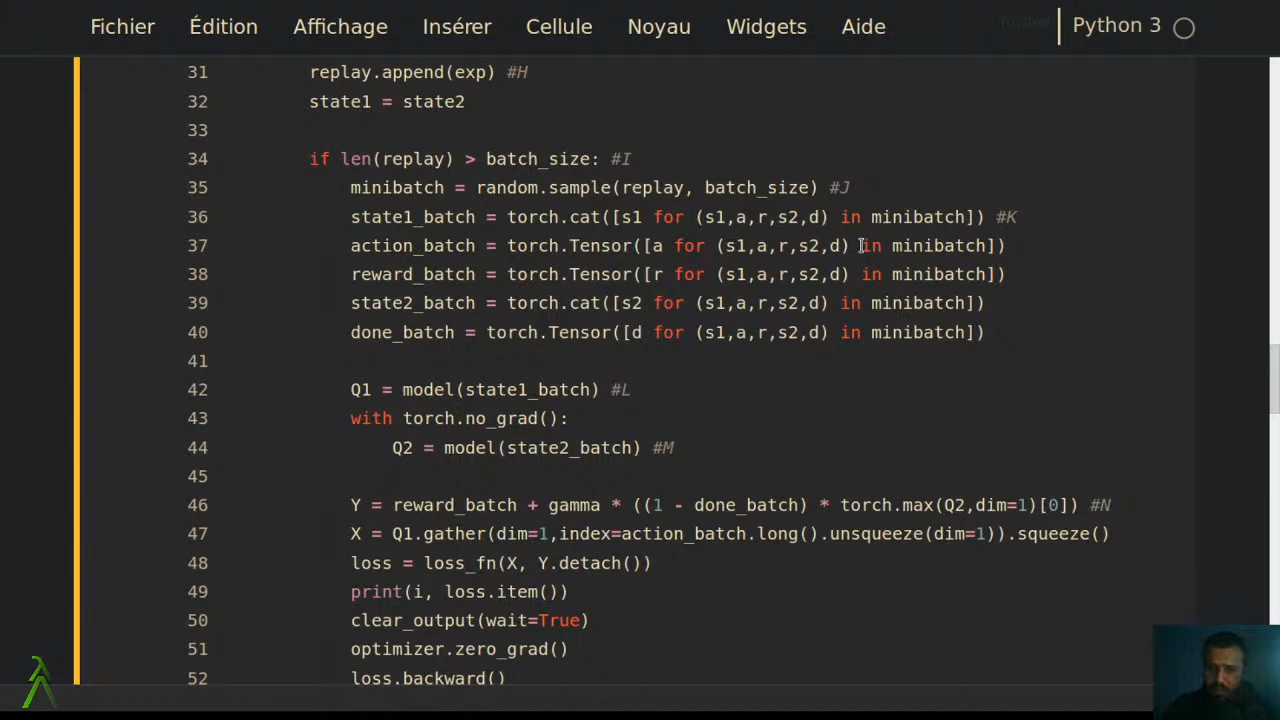 Fichier Édition Affichage Insérer Cellule Noyau Widgets Aide Python 3
31 replay.append(exp) #H
32 state1 = state2
33
34 if len(replay) > batch_size: #I
35 minibatch = random.sample(replay, batch_size) #J
36 state1_batch = torch.cat([s1 for (s1,a,r,s2,d) in minibatch]) #K
37 action_batch = torch.Tensor([a for (s1,a,r,s2,d) in minibatch])
38 reward_batch = torch.Tensor([r for (s1,a,r,s2,d) in minibatch])
39 state2_batch = torch.cat([s2 for (s1,a,r,s2,d) in minibatch])
40 done_batch = torch.Tensor([d for (s1,a,r,s2,d) in minibatch])
41
42 Q1 = model(state1_batch) #L
43 with torch.no_grad():
44 Q2 = model(state2_batch) #M
45
46 Y = reward_batch + gamma * ((1 - done_batch) * torch.max(Q2,dim=1)[0]) #N
47 X = Q1.gather(dim=1,index=action_batch.long().unsqueeze(dim=1)).squeeze()
48 loss = loss_fn(X, Y.detach())
49 print(i, loss.item())
50 clear_output(wait=True)
51 optimizer.zero_grad()
52 loss.backward()